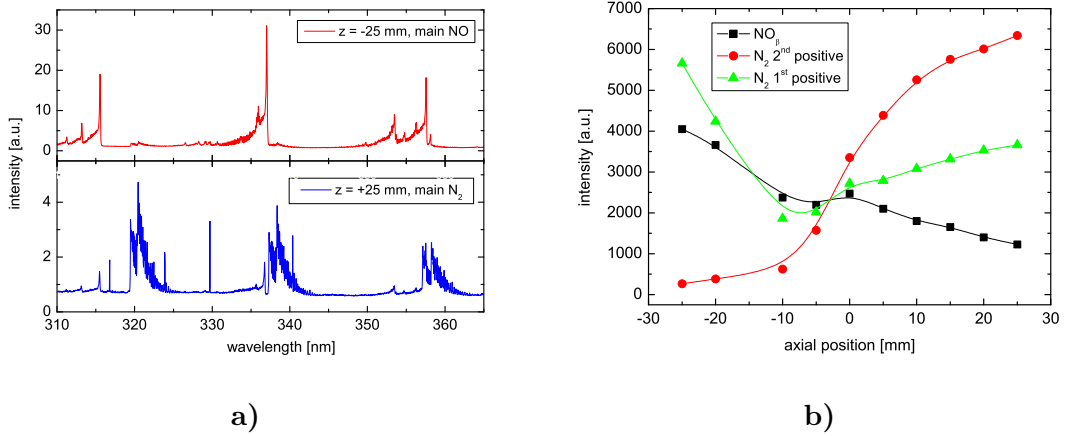 z = -25 mm, main NO
30
20
10
0
intensity [a.u.]
z = +25 mm, main N₂
4
2
0
intensity [a.u.]
310 320 330 340 350 360
wavelength [nm]
a)
7000
6000
5000
4000
3000
2000
1000
0
intensity [a.u.]
NOᵦ
N₂ 2ⁿᵈ positive
N₂ 1ˢᵗ positive
-30 -20 -10 0 10 20 30
axial position [mm]
b)